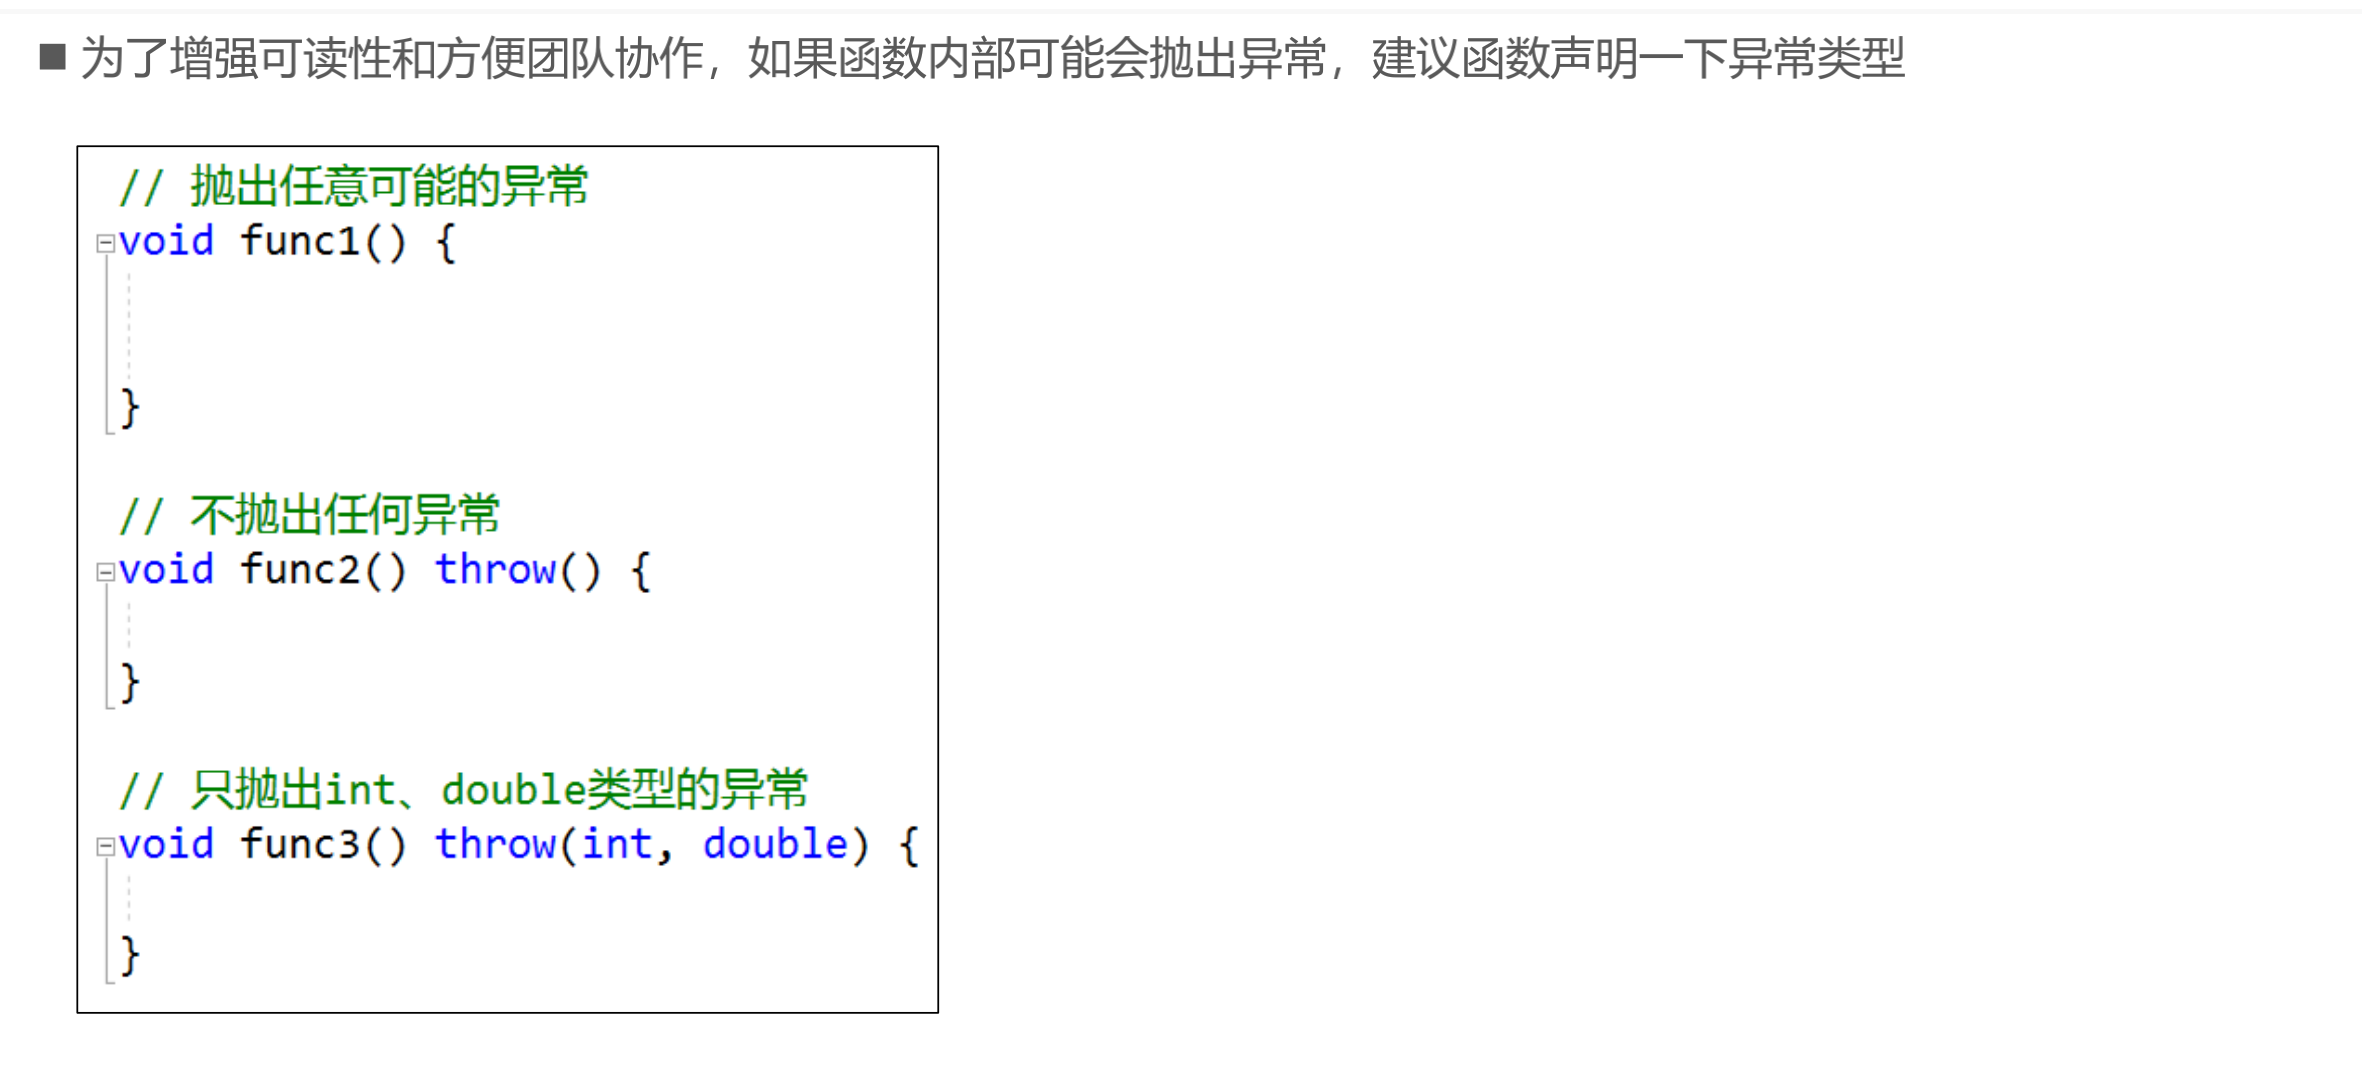 ■ 为了增强可读性和方便团队协作，如果函数内部可能会抛出异常，建议函数声明一下异常类型
// 抛出任意可能的异常
void func1() {
}
// 不抛出任何异常
void func2() throw() {
}
// 只抛出int、double类型的异常
void func3() throw(int, double) {
}